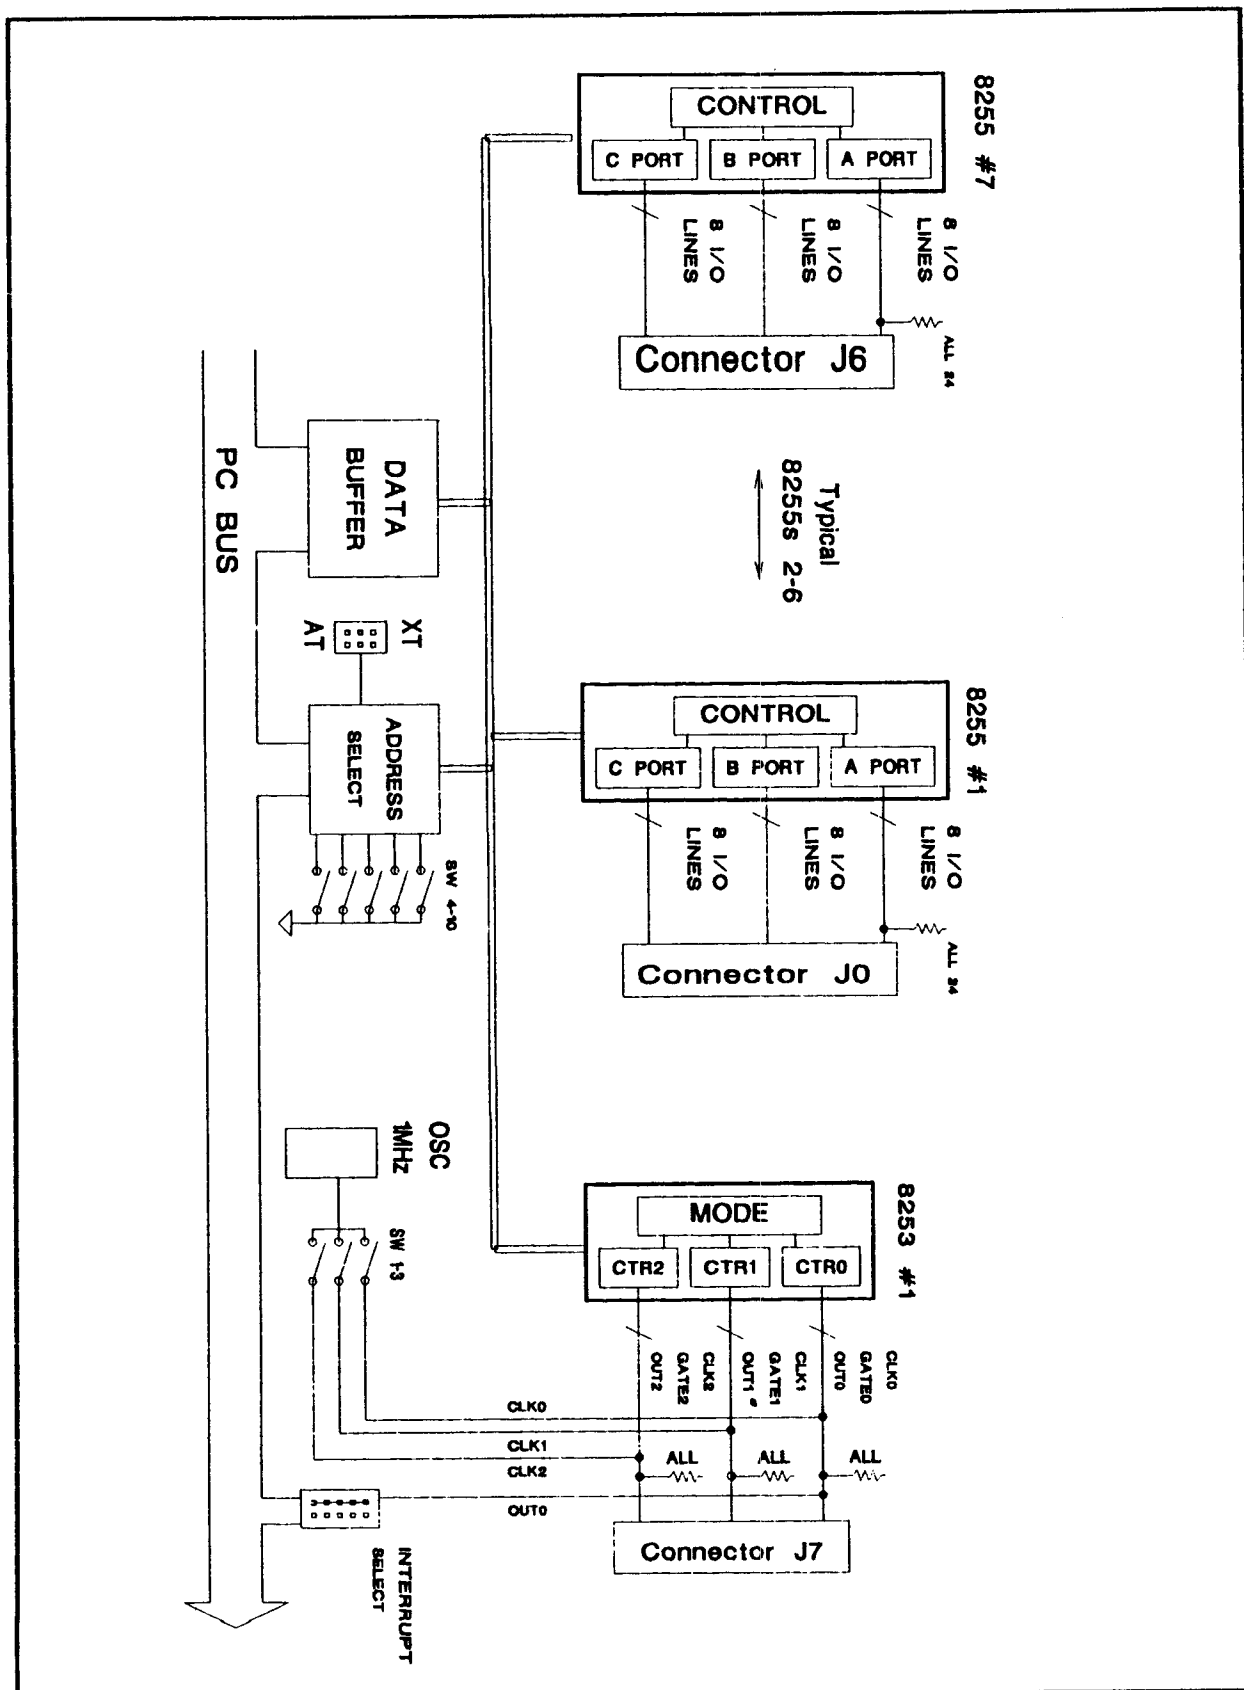 8255 #7
CONTROL
C PORT
B PORT
A PORT
8 I/O
LINES
8 I/O
LINES
8 I/O
LINES
ALL 24
Connector J6
Typical
8255s 2-6
8255 #1
CONTROL
C PORT
B PORT
A PORT
8 I/O
LINES
8 I/O
LINES
8 I/O
LINES
ALL 24
Connector J0
8253 #1
MODE
CTR2
CTR1
CTR0
CLK0
GATE0
OUT0
CLK1
GATE1
OUT1
CLK2
GATE2
OUT2
ALL
ALL
ALL
Connector J7
PC BUS
DATA
BUFFER
XT
AT
ADDRESS
SELECT
SW 4-10
OSC
1MHz
SW 1-3
CLK0
CLK1
CLK2
OUT0
INTERRUPT
SELECT